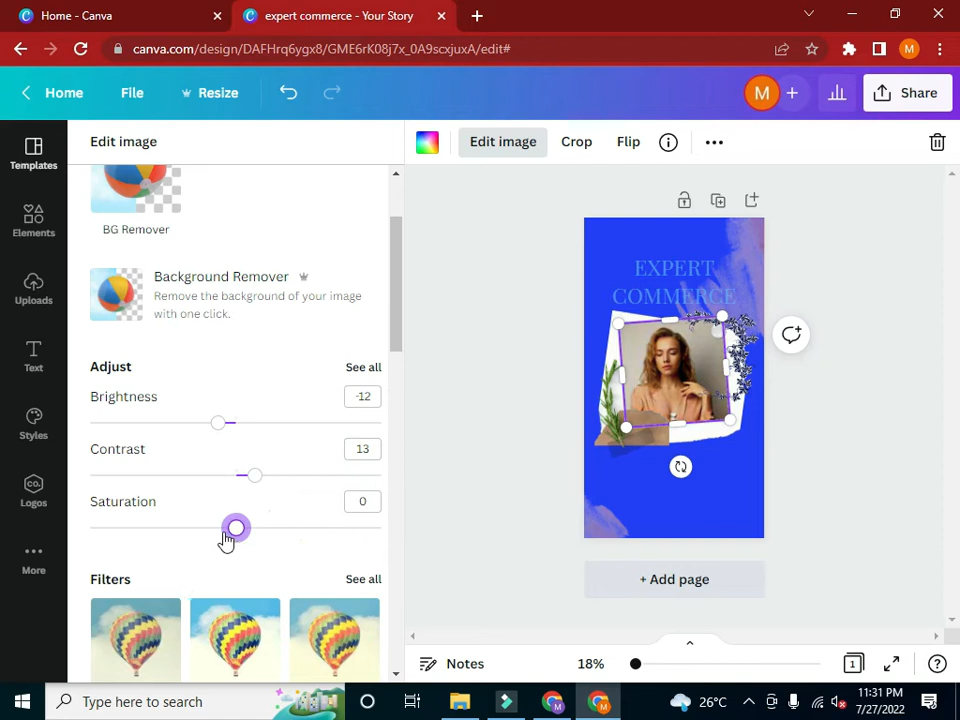 Home - Canva
expert commerce - Your Story
canva.com/design/DAFHrq6ygx8/GME6rK08j7x_0A9scxjuxA/edit#
M
Home
File
Resize
M
Share
Templates
Elements
Uploads
Text
Styles
CO.
Logos
More
Edit image
BG Remover
Background Remover
Remove the background of your image
with one click.
Adjust
See all
Brightness
-12
Contrast
13
Saturation
0
Filters
See all
Edit image
Crop
Flip
EXPERT
COMMERCE
+ Add page
Notes
18%
1
Type here to search
M
M
26°C
11:31 PM
7/27/2022